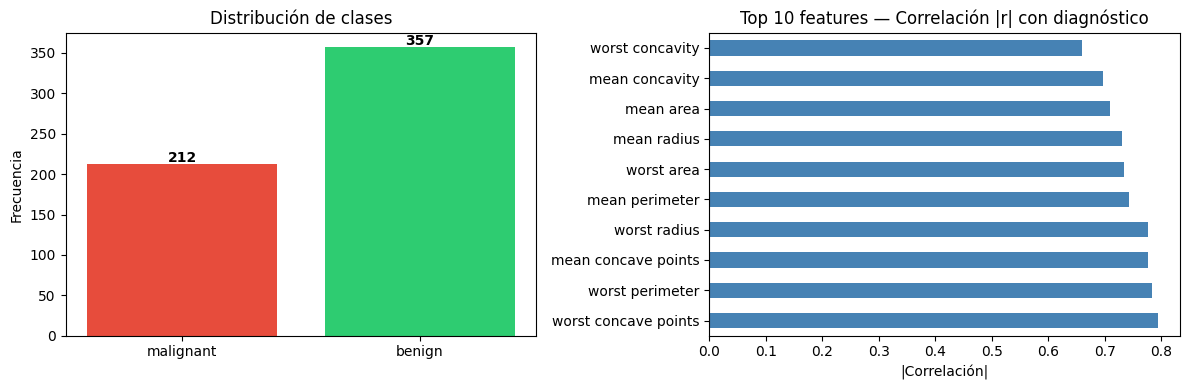 Distribución de clases
Frecuencia
350
300
250
200
150
100
50
0
212
357
malignant
benign
Top 10 features — Correlación |r| con diagnóstico
worst concavity
mean concavity
mean area
mean radius
worst area
mean perimeter
worst radius
mean concave points
worst perimeter
worst concave points
0.0 0.1 0.2 0.3 0.4 0.5 0.6 0.7 0.8
|Correlación|